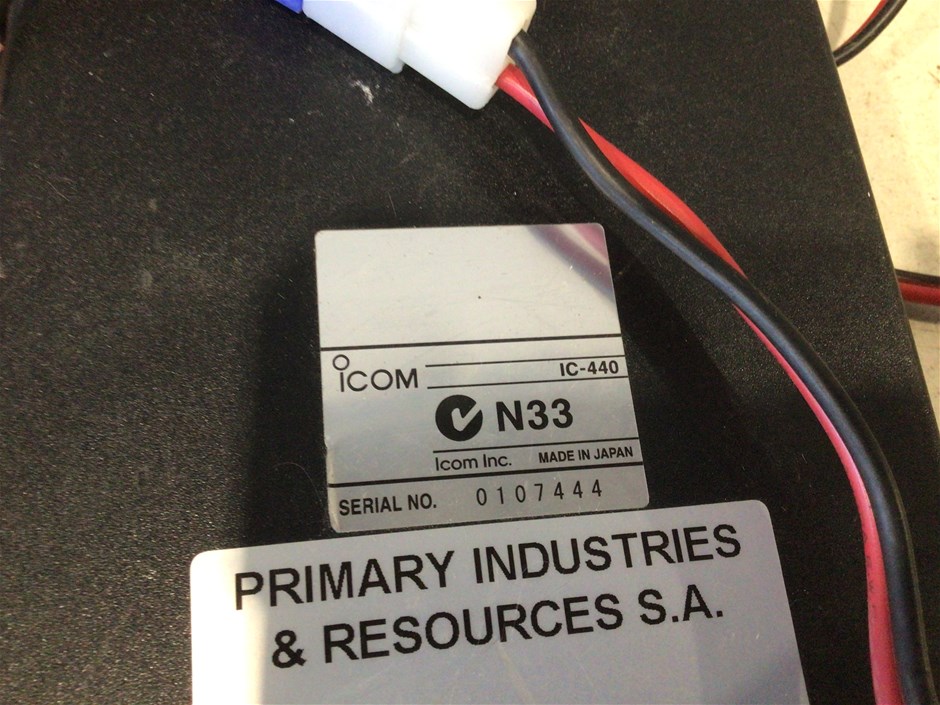 ICOM
IC-440
N33
Icom Inc. MADE IN JAPAN
SERIAL NO. 0107444
PRIMARY INDUSTRIES
& RESOURCES S.A.